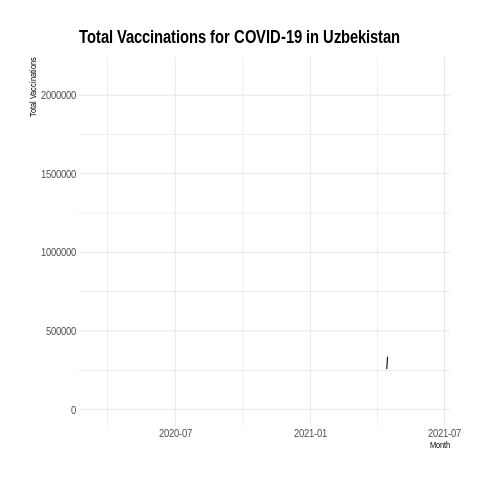 Total Vaccinations for COVID-19 in Uzbekistan
Total Vaccinations
2000000
1500000
1000000
500000
0
2020-07
2021-01
2021-07
Month